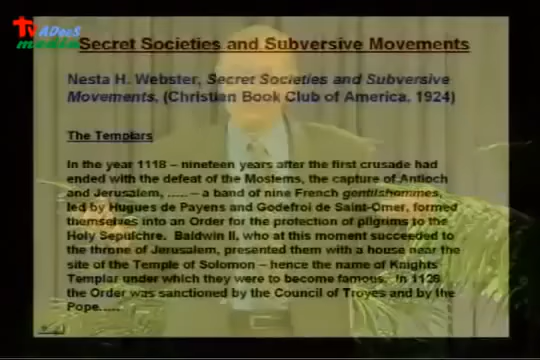 TV ADocS
media
Secret Societies and Subversive Movements
Nesta H. Webster, Secret Societies and Subversive
Movements, (Christian Book Club of America, 1924)
The Templars
In the year 1118 – nineteen years after the first crusade had
ended with the defeat of the Moslems, the capture of Antioch
and Jerusalem, ..... – a band of nine French gentilshommes,
led by Hugues de Payens and Godefroi de Saint-Omer, formed
themselves into an Order for the protection of pilgrims to the
Holy Sepulchre. Baldwin II, who at this moment succeeded to
the throne of Jerusalem, presented them with a house near the
site of the Temple of Solomon – hence the name of Knights
Templar under which they were to become famous. In 1128
the Order was sanctioned by the Council of Troyes and by the
Pope.....